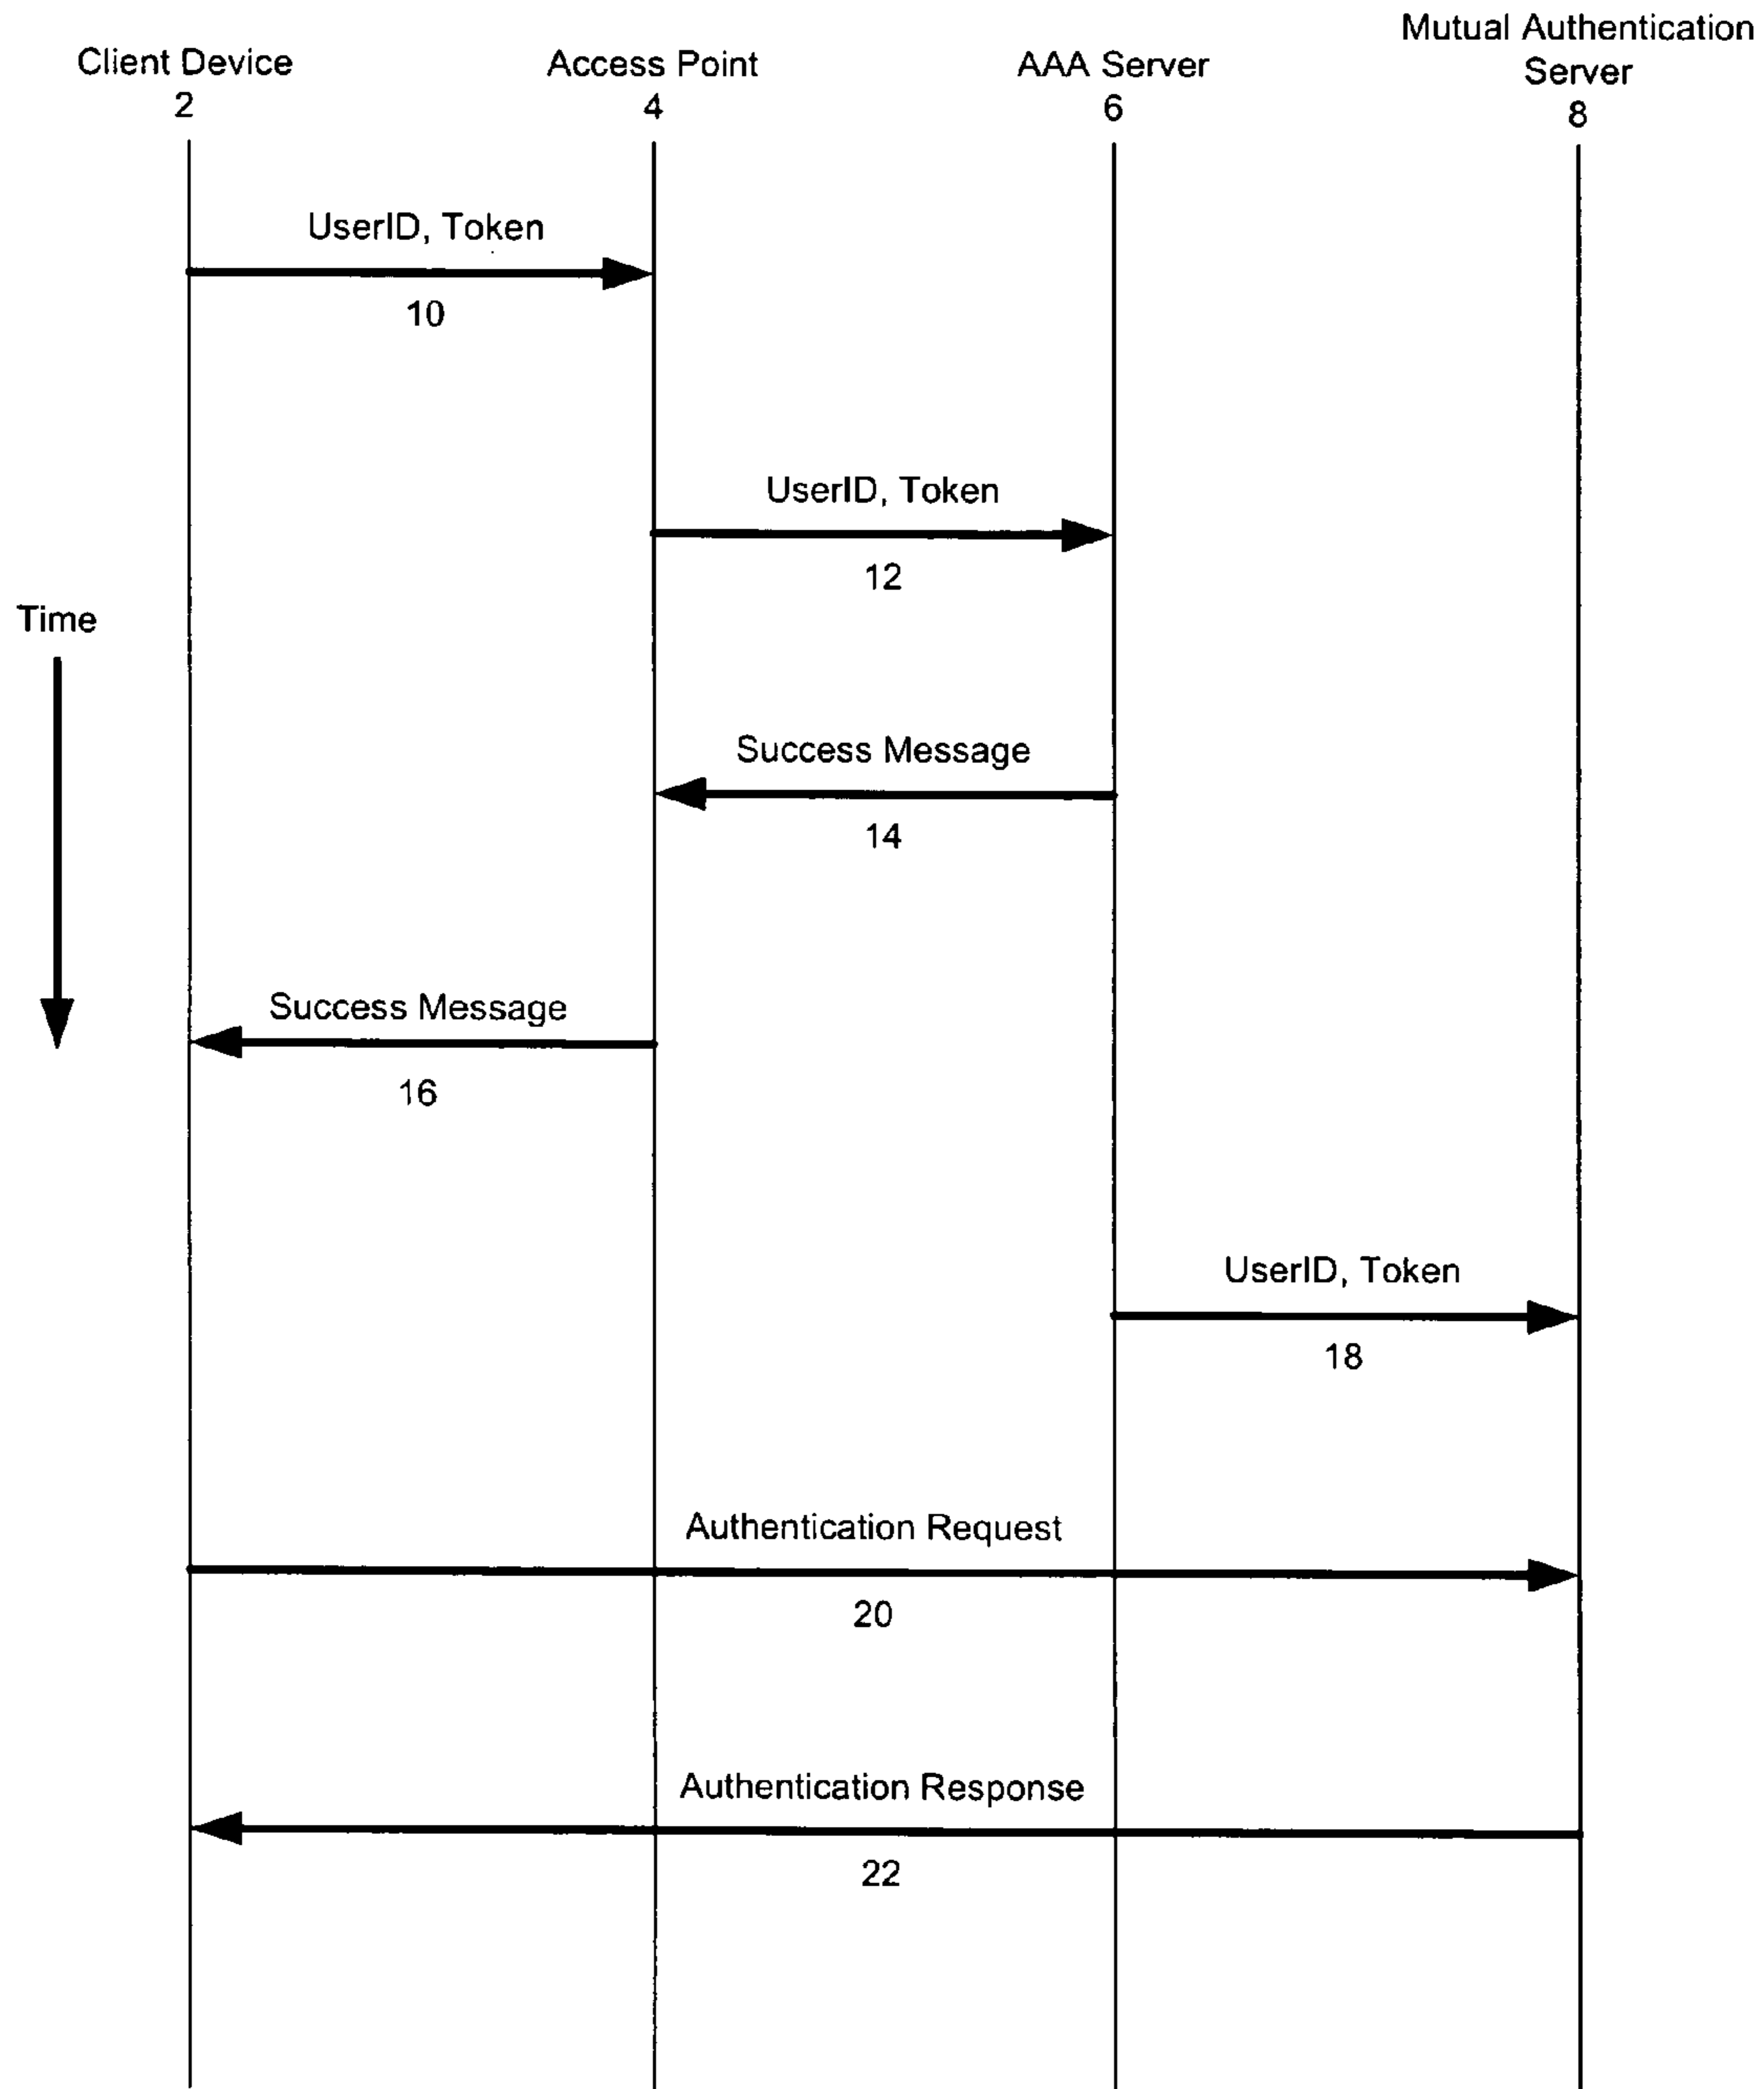 Client Device
2
Access Point
4
AAA Server
6
Mutual Authentication
Server
8
UserID, Token
10
UserID, Token
12
Time
Success Message
14
Success Message
16
UserID, Token
18
Authentication Request
20
Authentication Response
22